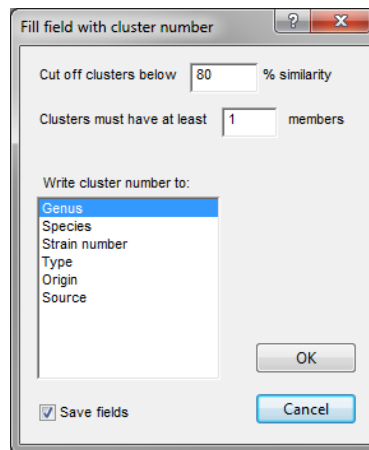 Fill field with cluster number
Cut off clusters below 80 % similarity
Clusters must have at least 1 members
Write cluster number to:
Genus
Species
Strain number
Type
Origin
Source
OK
Save fields Cancel